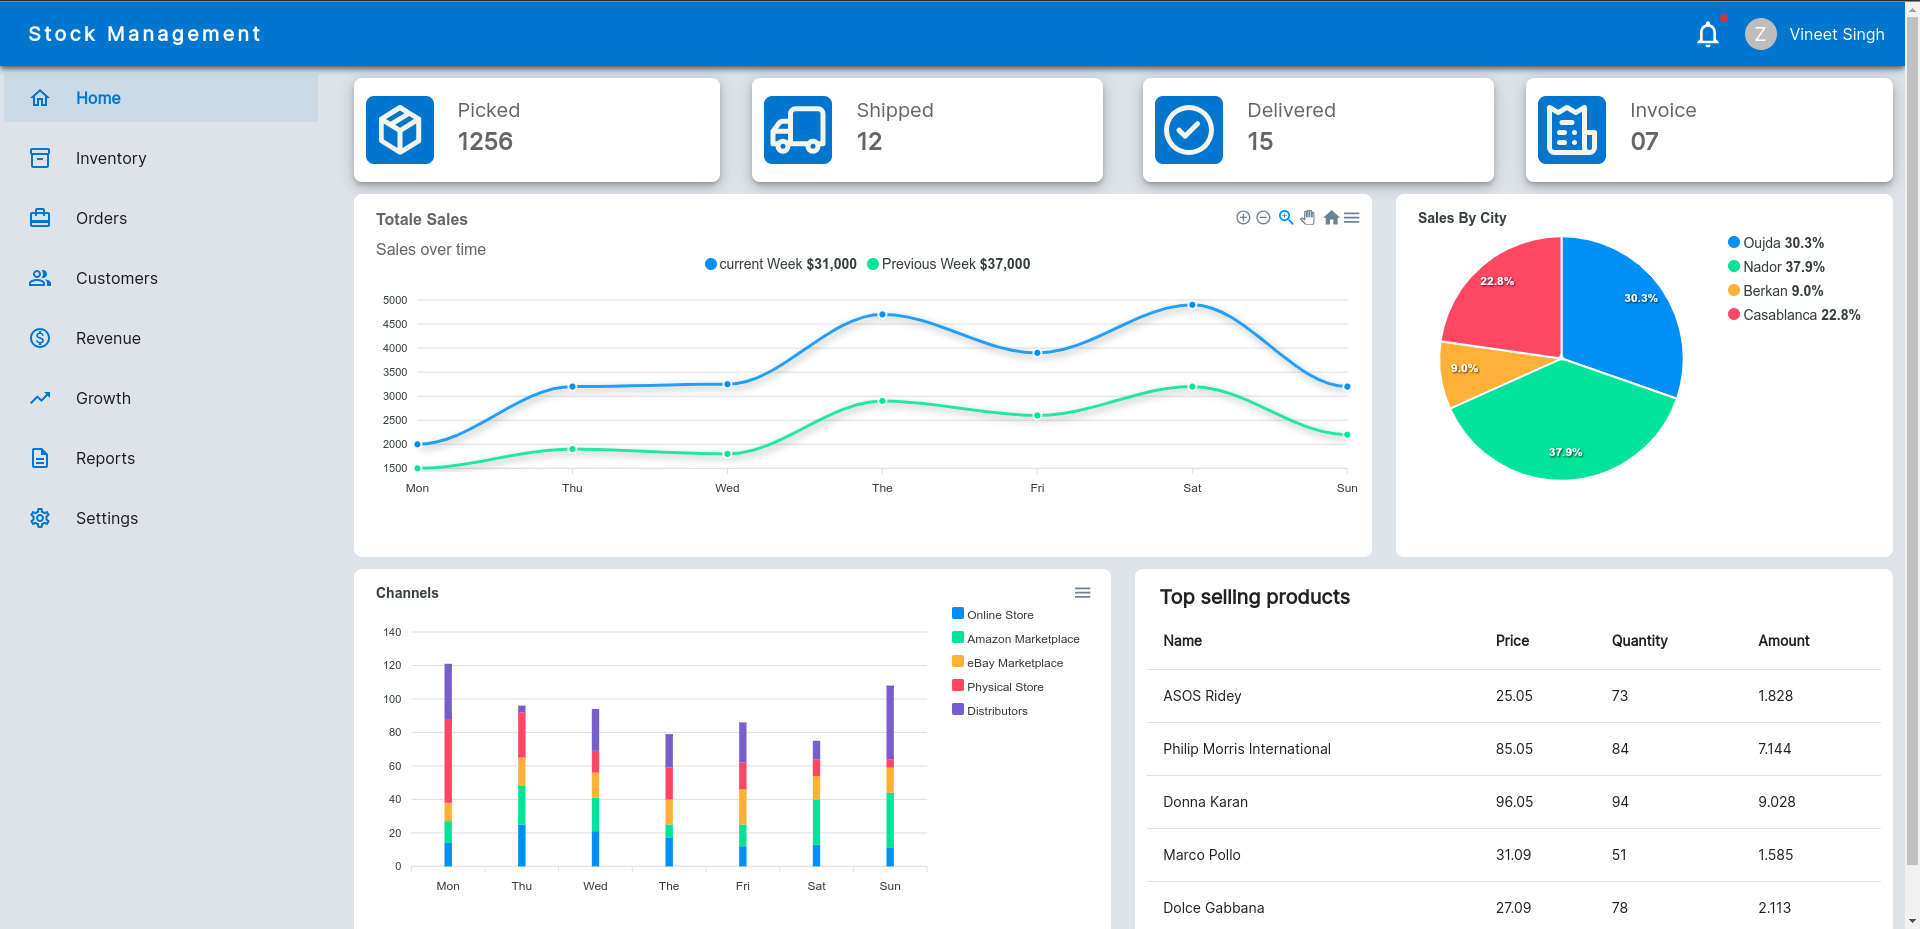 Stock Management
Z
Vineet Singh
Home
Inventory
Orders
Customers
Revenue
Growth
Reports
Settings
Picked
1256
Shipped
12
Delivered
15
Invoice
07
Totale Sales
Sales over time
current Week $31,000 Previous Week $37,000
5000
4500
4000
3500
3000
2500
2000
1500
Mon Thu Wed The Fri Sat Sun
Sales By City
22.8%
30.3%
9.0%
37.9%
Oujda 30.3%
Nador 37.9%
Berkan 9.0%
Casablanca 22.8%
Channels
140
120
100
80
60
40
20
0
Mon Thu Wed The Fri Sat Sun
Online Store
Amazon Marketplace
eBay Marketplace
Physical Store
Distributors
Top selling products
Name Price Quantity Amount
ASOS Ridey 25.05 73 1.828
Philip Morris International 85.05 84 7.144
Donna Karan 96.05 94 9.028
Marco Pollo 31.09 51 1.585
Dolce Gabbana 27.09 78 2.113